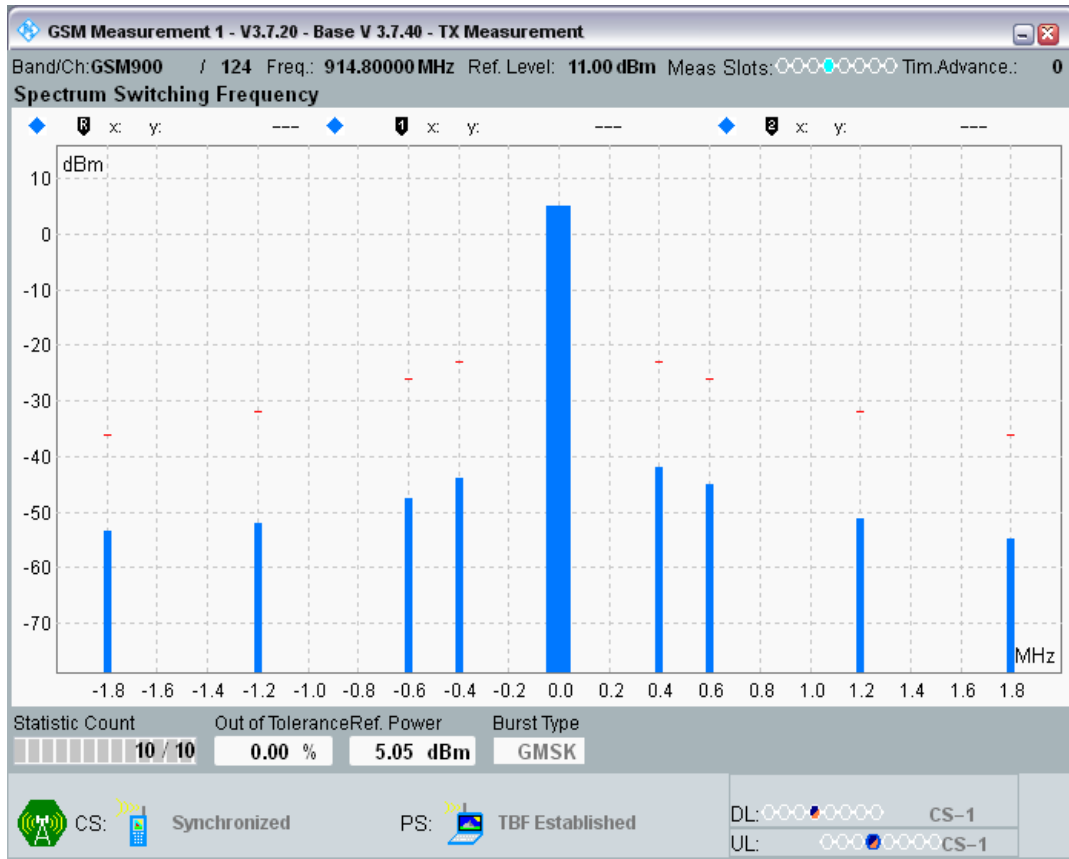 GSM Measurement 1 - V3.7.20 - Base V 3.7.40 - TX Measurement
Band/Ch:GSM900 / 124 Freq.: 914.80000 MHz Ref. Level: 11.00 dBm Meas Slots: Tim.Advance.: 0
Spectrum Switching Frequency
R x: y: --- 1 x: y: --- 2 x: y: ---
dBm
10
0
-10
-20
-30
-40
-50
-60
-70
MHz
-1.8 -1.6 -1.4 -1.2 -1.0 -0.8 -0.6 -0.4 -0.2 0.0 0.2 0.4 0.6 0.8 1.0 1.2 1.4 1.6 1.8
Statistic Count Out of Tolerance Ref. Power Burst Type
10 / 10 0.00 % 5.05 dBm GMSK
CS: Synchronized PS: TBF Established
DL: CS-1
UL: CS-1